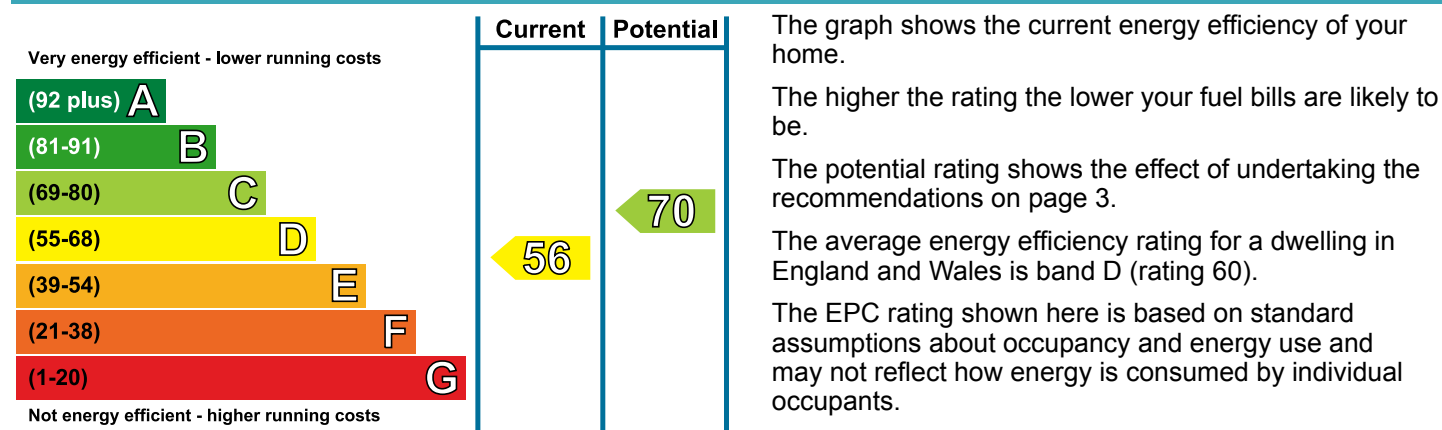 Current Potential
Very energy efficient - lower running costs
(92 plus) A
(81-91) B
(69-80) C
(55-68) D
(39-54) E
(21-38) F
(1-20) G
Not energy efficient - higher running costs
56
70
The graph shows the current energy efficiency of your
home.
The higher the rating the lower your fuel bills are likely to
be.
The potential rating shows the effect of undertaking the
recommendations on page 3.
The average energy efficiency rating for a dwelling in
England and Wales is band D (rating 60).
The EPC rating shown here is based on standard
assumptions about occupancy and energy use and
may not reflect how energy is consumed by individual
occupants.